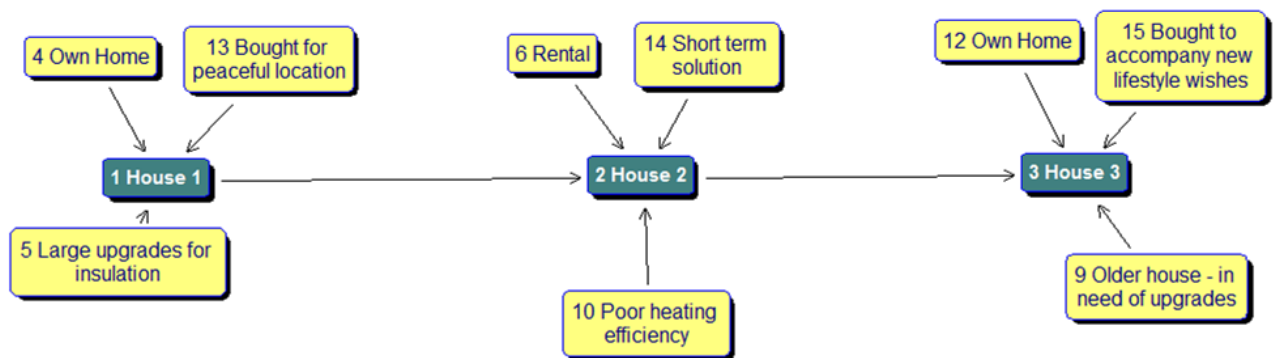 4 Own Home
13 Bought for
peaceful location
6 Rental
14 Short term
solution
12 Own Home
15 Bought to
accompany new
lifestyle wishes
1 House 1
2 House 2
3 House 3
5 Large upgrades for
insulation
10 Poor heating
efficiency
9 Older house - in
need of upgrades